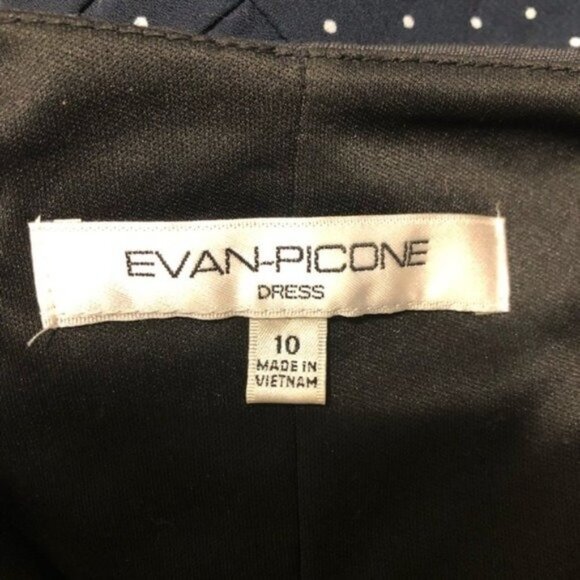 EVAN-PICONE
DRESS
10
MADE IN
VIETNAM